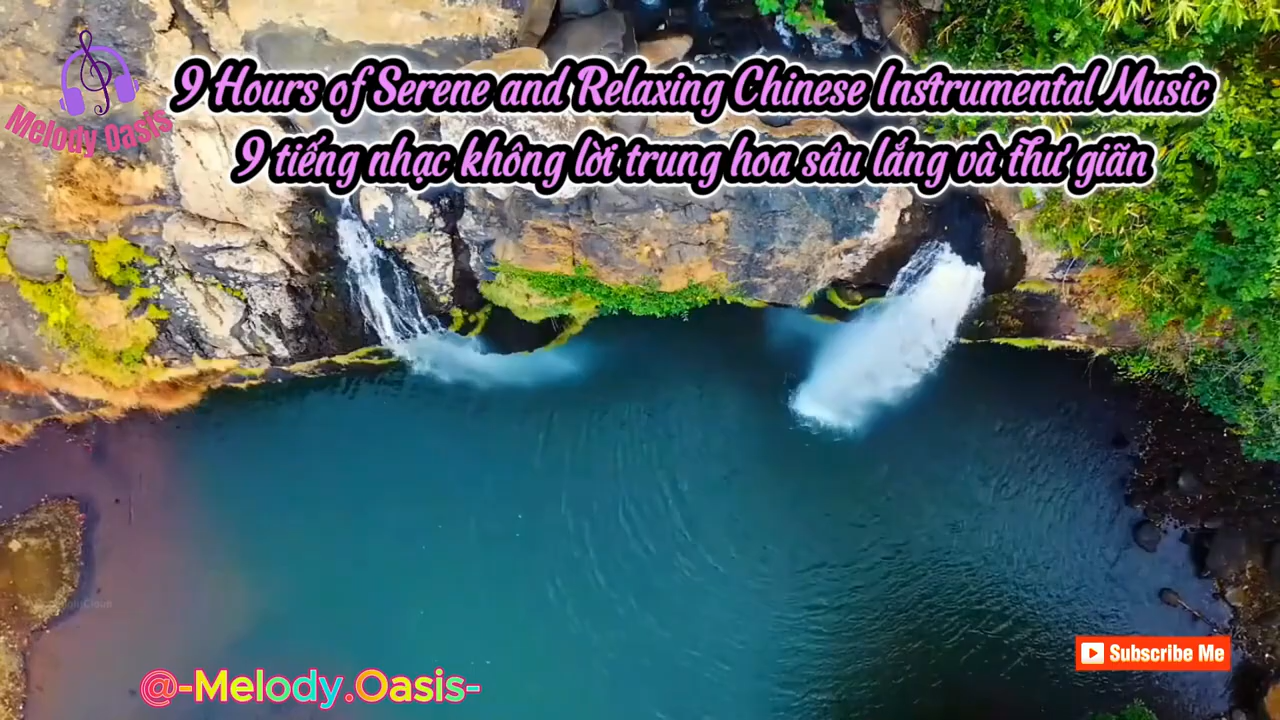 9 Hours of Serene and Relaxing Chinese Instrumental Music
9 tiếng nhạc không lời trung hoa sâu lắng và thư giãn
Melody Oasis
@-Melody.Oasis-
Subscribe Me